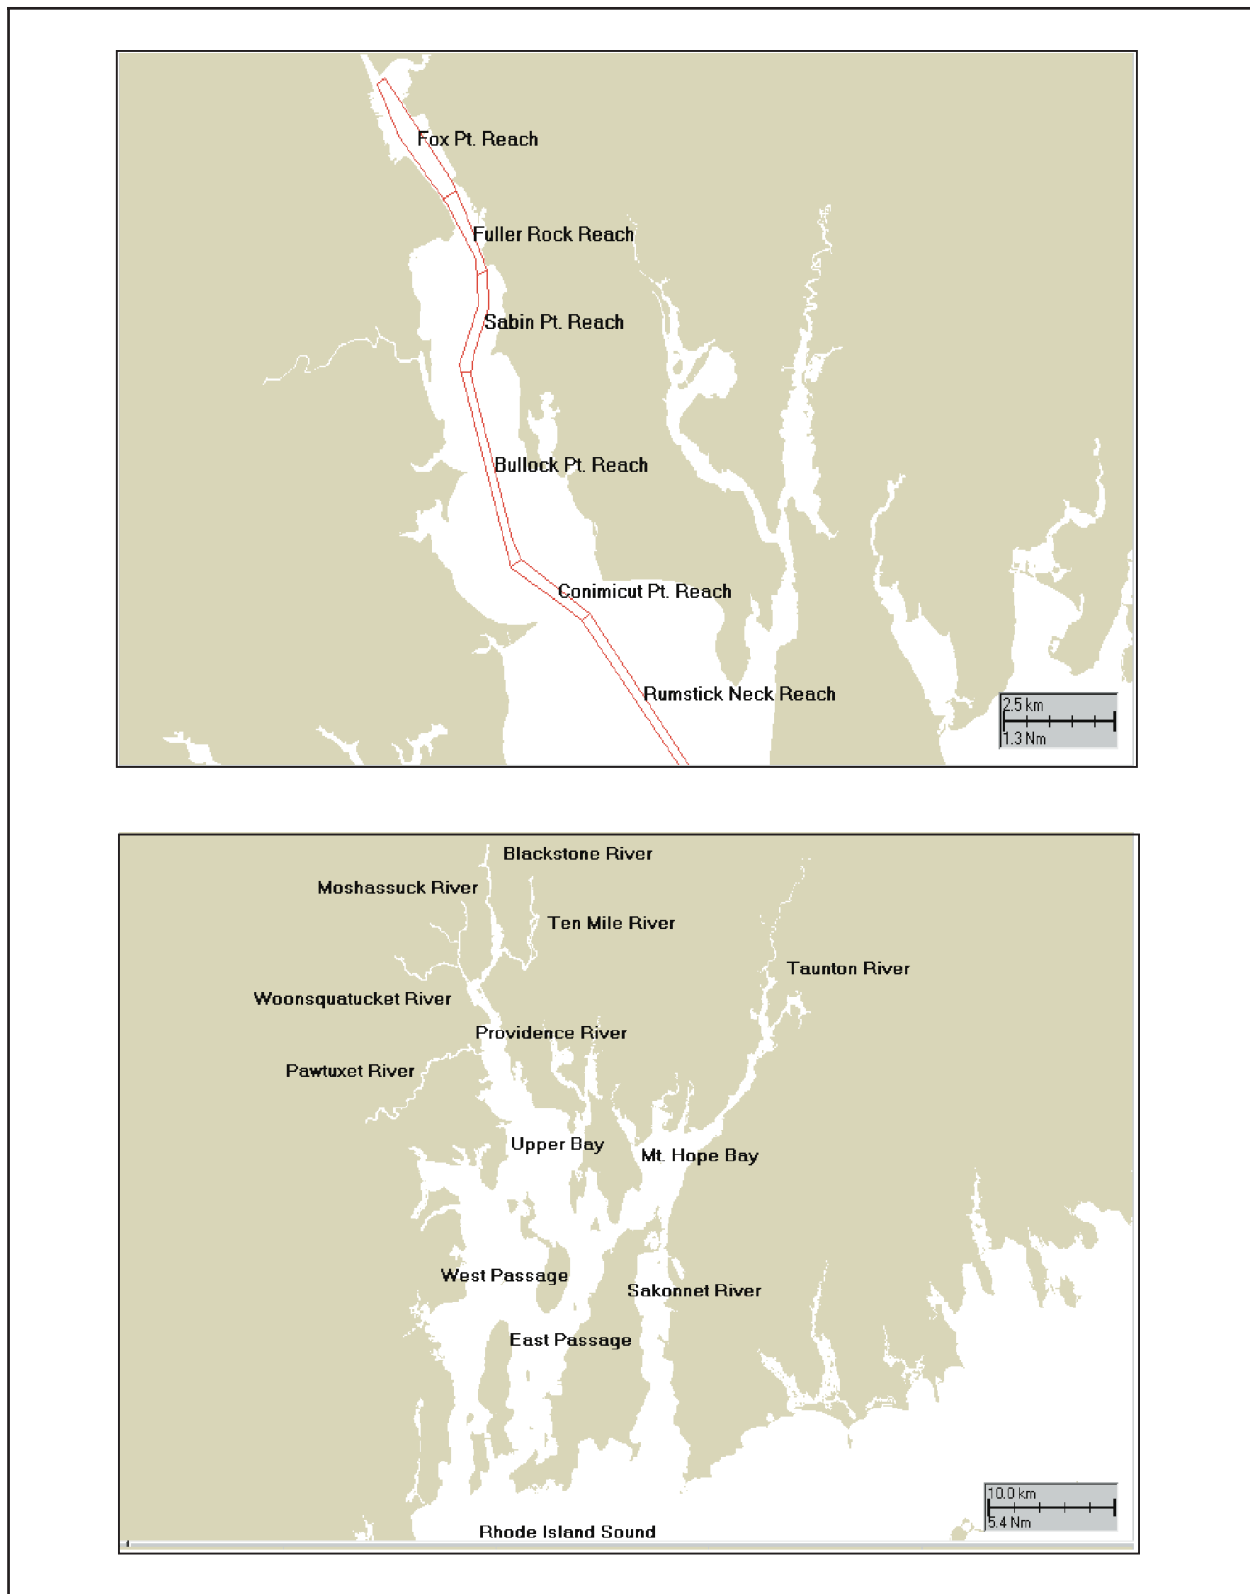 Fox Pt. Reach
Fuller Rock Reach
Sabin Pt. Reach
Bullock Pt. Reach
Conimicut Pt. Reach
Rumstick Neck Reach
2.5 km
1.3 Nm
Blackstone River
Moshassuck River
Ten Mile River
Taunton River
Woonsquatucket River
Providence River
Pawtuxet River
Upper Bay
Mt. Hope Bay
West Passage
Sakonnet River
East Passage
10.0 km
5.4 Nm
Rhode Island Sound